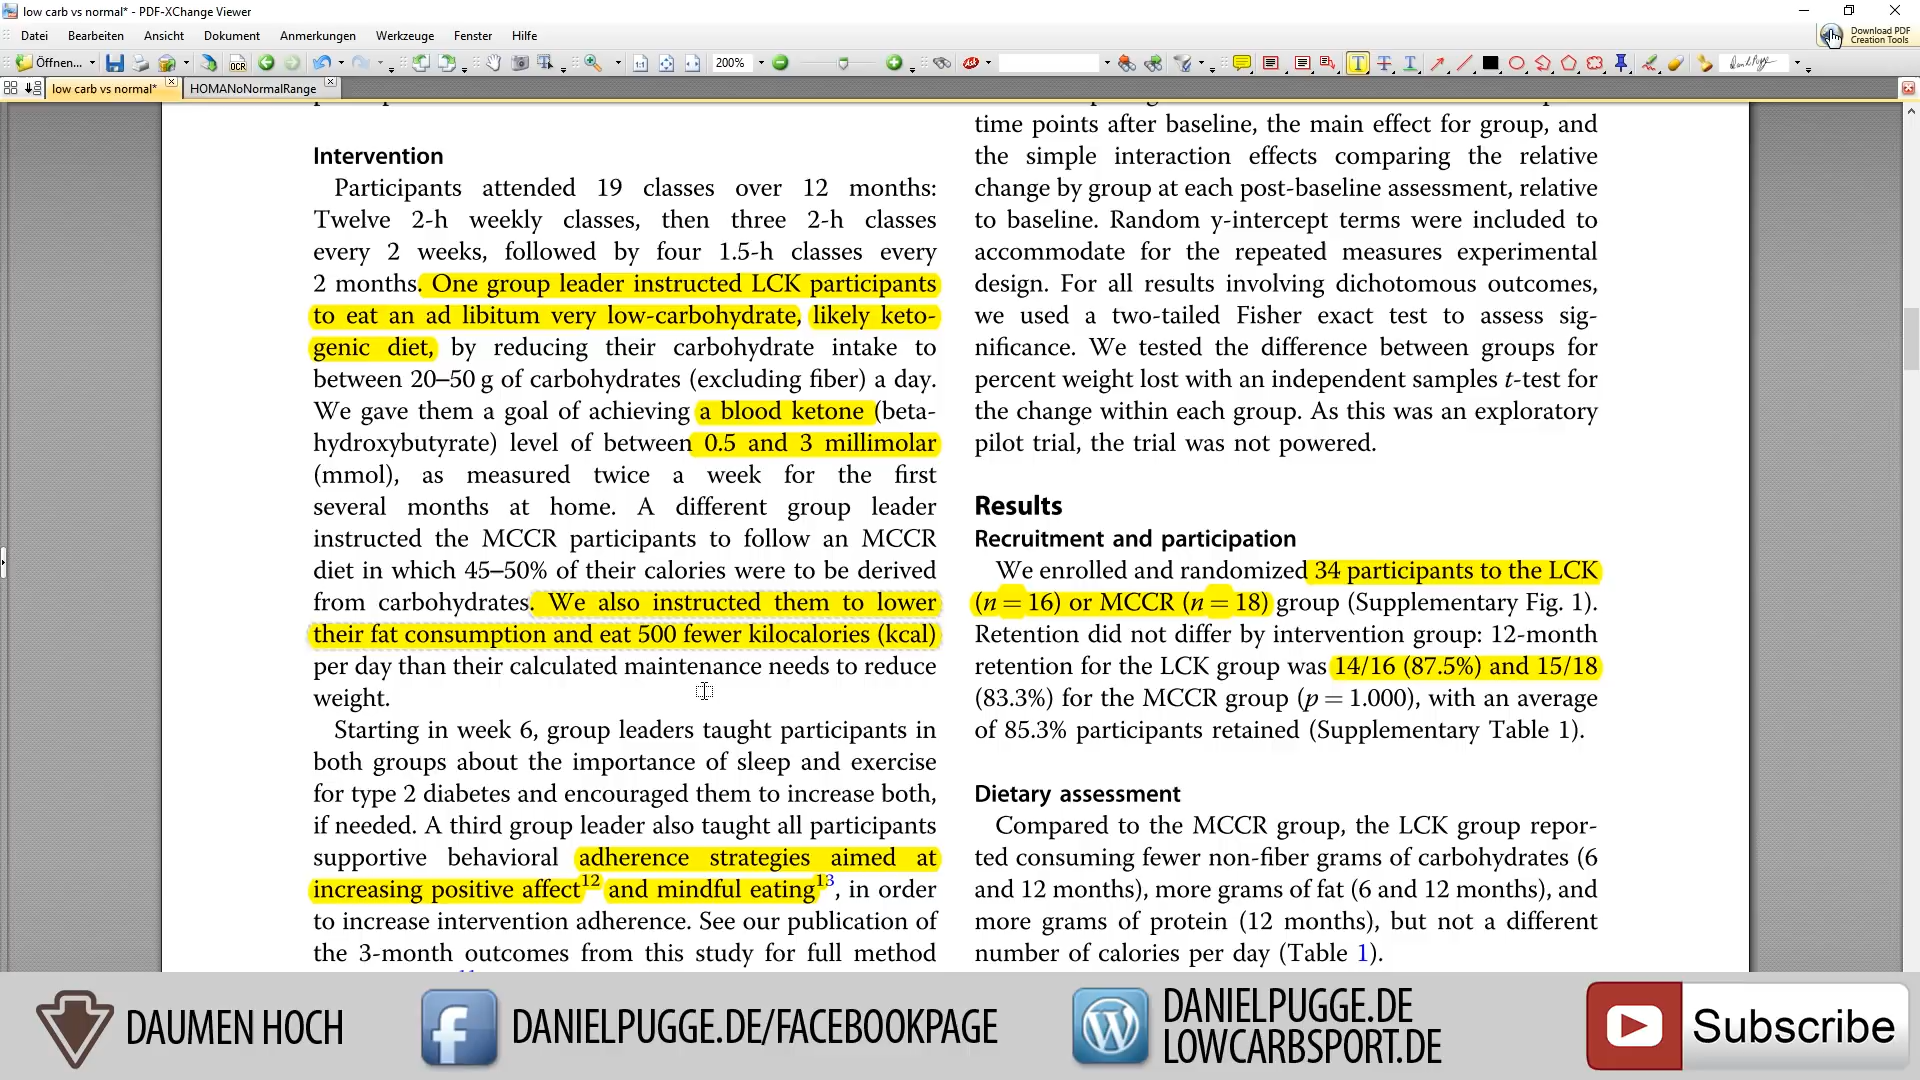 low carb vs normal* - PDF-XChange Viewer
Download PDF
Creation Tools
Datei Bearbeiten Ansicht Dokument Anmerkungen Werkzeuge Fenster Hilfe
Öffnen... OCR 200%
low carb vs normal* HOMANoNormalRange
Intervention
Participants attended 19 classes over 12 months:
Twelve 2-h weekly classes, then three 2-h classes
every 2 weeks, followed by four 1.5-h classes every
2 months. One group leader instructed LCK participants
to eat an ad libitum very low-carbohydrate, likely keto-
genic diet, by reducing their carbohydrate intake to
between 20–50 g of carbohydrates (excluding fiber) a day.
We gave them a goal of achieving a blood ketone (beta-
hydroxybutyrate) level of between 0.5 and 3 millimolar
(mmol), as measured twice a week for the first
several months at home. A different group leader
instructed the MCCR participants to follow an MCCR
diet in which 45–50% of their calories were to be derived
from carbohydrates. We also instructed them to lower
their fat consumption and eat 500 fewer kilocalories (kcal)
per day than their calculated maintenance needs to reduce
weight.
Starting in week 6, group leaders taught participants in
both groups about the importance of sleep and exercise
for type 2 diabetes and encouraged them to increase both,
if needed. A third group leader also taught all participants
supportive behavioral adherence strategies aimed at
increasing positive affect12 and mindful eating13, in order
to increase intervention adherence. See our publication of
the 3-month outcomes from this study for full method
time points after baseline, the main effect for group, and
the simple interaction effects comparing the relative
change by group at each post-baseline assessment, relative
to baseline. Random y-intercept terms were included to
accommodate for the repeated measures experimental
design. For all results involving dichotomous outcomes,
we used a two-tailed Fisher exact test to assess sig-
nificance. We tested the difference between groups for
percent weight lost with an independent samples t-test for
the change within each group. As this was an exploratory
pilot trial, the trial was not powered.
Results
Recruitment and participation
We enrolled and randomized 34 participants to the LCK
(n = 16) or MCCR (n = 18) group (Supplementary Fig. 1).
Retention did not differ by intervention group: 12-month
retention for the LCK group was 14/16 (87.5%) and 15/18
(83.3%) for the MCCR group (p = 1.000), with an average
of 85.3% participants retained (Supplementary Table 1).
Dietary assessment
Compared to the MCCR group, the LCK group repor-
ted consuming fewer non-fiber grams of carbohydrates (6
and 12 months), more grams of fat (6 and 12 months), and
more grams of protein (12 months), but not a different
number of calories per day (Table 1).
DAUMEN HOCH
DANIELPUGGE.DE/FACEBOOKPAGE
DANIELPUGGE.DE
LOWCARBSPORT.DE
Subscribe